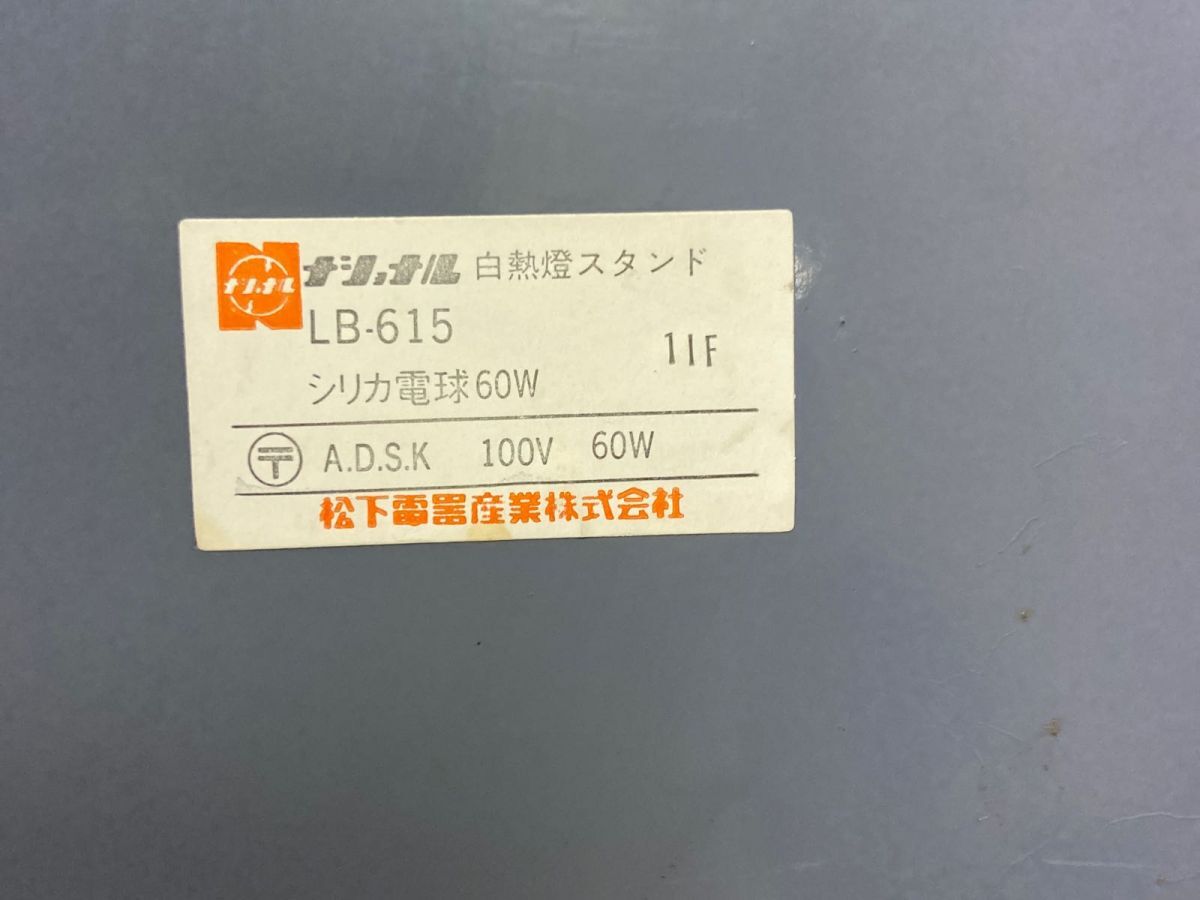 ナショナル
ナショナル 白熱燈スタンド
LB-615
11F
シリカ電球60W
〒 A.D.S.K 100V 60W
松下電器産業株式会社